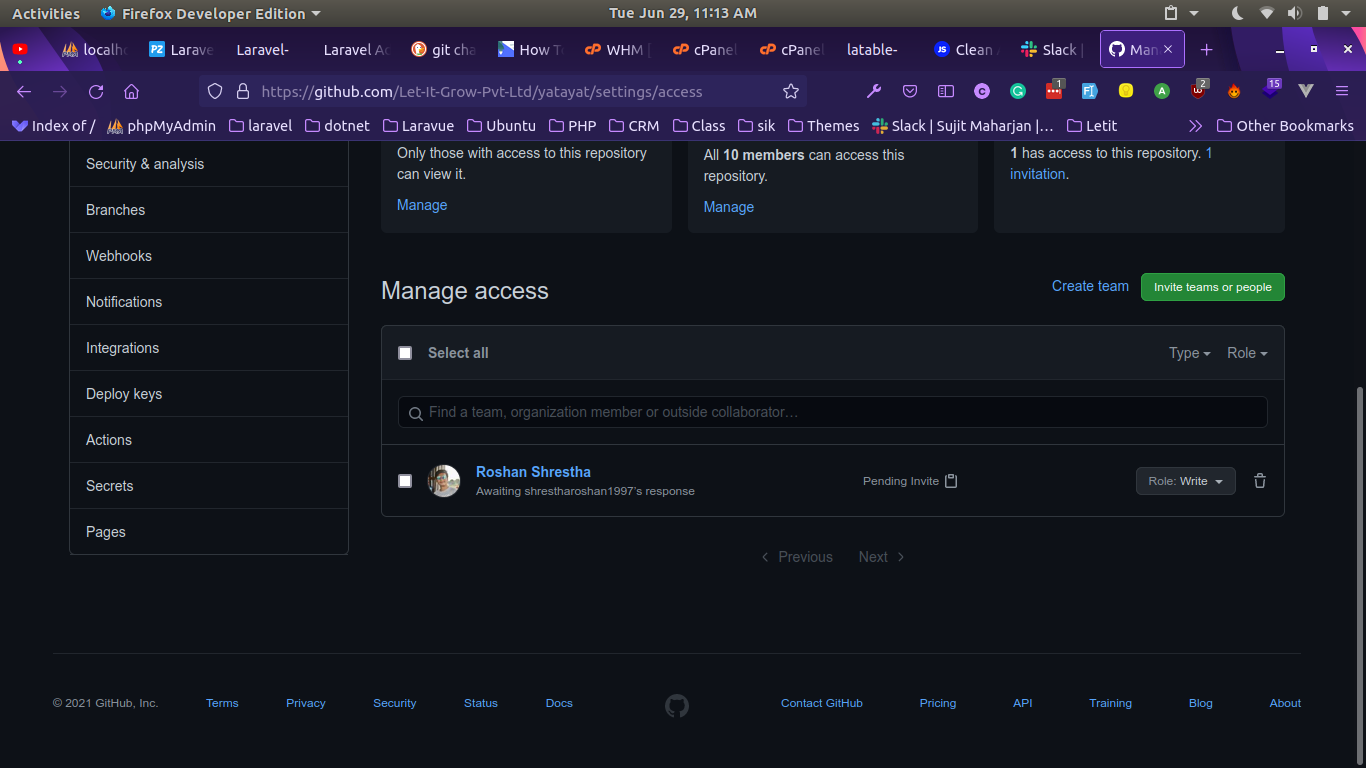 Activities Firefox Developer Edition Tue Jun 29, 11:13 AM
localh Larave Laravel- Laravel Ac git cha How T WHM [ cPanel cPanel latable- Clean Slack | Man
https://github.com/Let-It-Grow-Pvt-Ltd/yatayat/settings/access 1 2 15
Index of / phpMyAdmin laravel dotnet Laravue Ubuntu PHP CRM Class sik Themes Slack | Sujit Maharjan |… Letit Other Bookmarks
Security & analysis
Branches
Webhooks
Notifications
Integrations
Deploy keys
Actions
Secrets
Pages
Only those with access to this repository
can view it.
Manage
All 10 members can access this
repository.
Manage
1 has access to this repository. 1
invitation.
Manage access
Create team Invite teams or people
Select all Type Role
Find a team, organization member or outside collaborator…
Roshan Shrestha
Awaiting shrestharoshan1997's response
Pending Invite
Role: Write
Previous Next
© 2021 GitHub, Inc. Terms Privacy Security Status Docs Contact GitHub Pricing API Training Blog About